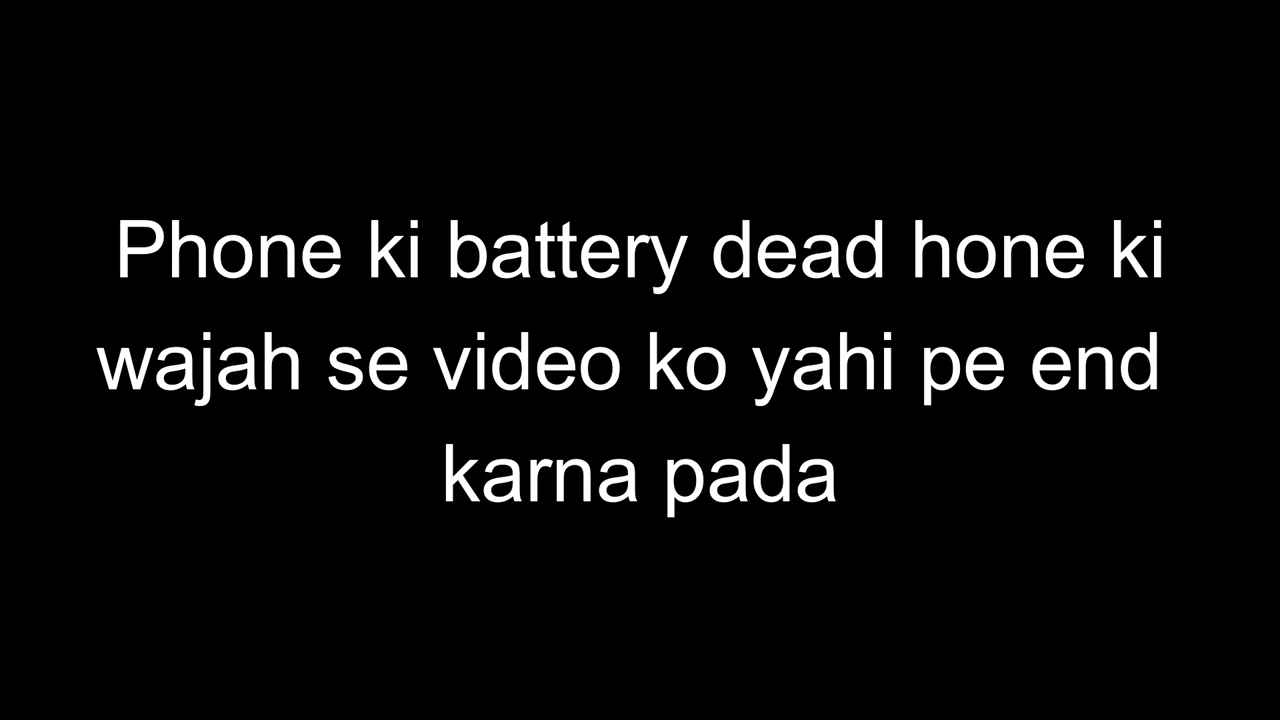 Phone ki battery dead hone ki
wajah se video ko yahi pe end
karna pada